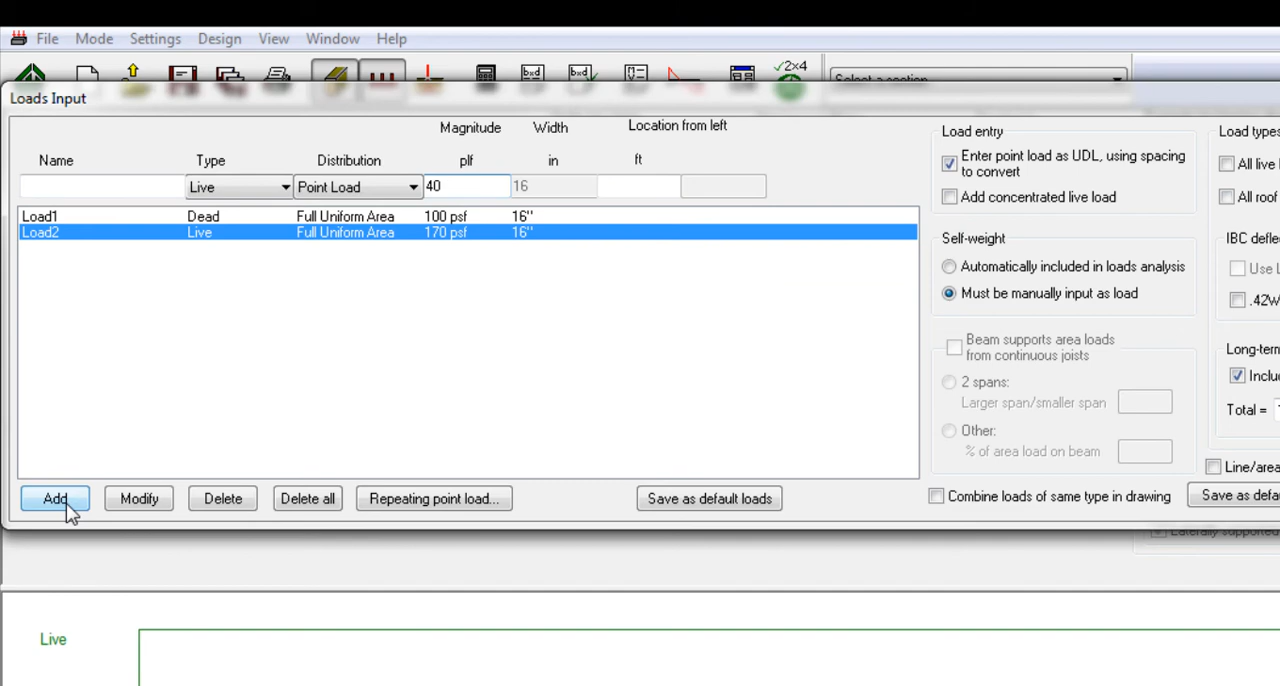 File Mode Settings Design View Window Help
2x4
bxd bxd
Select a section
Loads Input
Magnitude Width Location from left
Name Type Distribution plf in ft
Live Point Load 40 16
Load1 Dead Full Uniform Area 100 psf 16"
Load2 Live Full Uniform Area 170 psf 16"
Add Modify Delete Delete all Repeating point load... Save as default loads
Load entry
Enter point load as UDL, using spacing
to convert
Add concentrated live load
Self-weight
Automatically included in loads analysis
Must be manually input as load
Beam supports area loads
from continuous joists
2 spans:
Larger span/smaller span
Other:
% of area load on beam
Combine loads of same type in drawing
Load types
All live
All roof
IBC defle
Use
.42W
Long-term
Inclu
Total =
Line/area
Save as defa
Laterally supported
Live